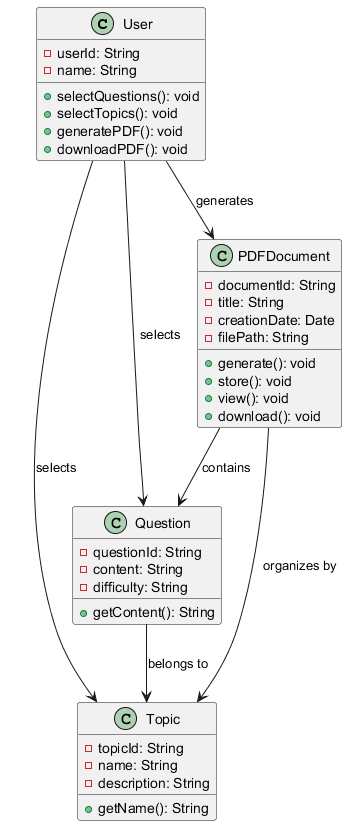 C User
userId: String
name: String
selectQuestions(): void
selectTopics(): void
generatePDF(): void
downloadPDF(): void
generates
C PDFDocument
documentId: String
title: String
creationDate: Date
filePath: String
generate(): void
store(): void
view(): void
download(): void
selects
selects
contains
C Question
questionId: String
content: String
difficulty: String
getContent(): String
organizes by
belongs to
C Topic
topicId: String
name: String
description: String
getName(): String